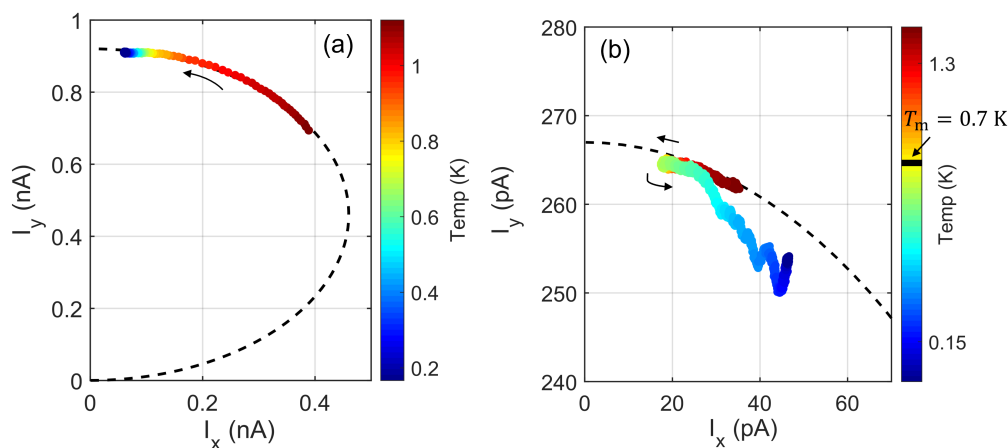 (a)
1
0.8
0.6
0.4
0.2
0
I_y (nA)
0
0.2
0.4
I_x (nA)
1
0.8
0.6
0.4
0.2
Temp (K)
(b)
280
270
260
250
240
I_y (pA)
0
20
40
60
I_x (pA)
1.3
0.15
Temp (K)
T_m = 0.7 K